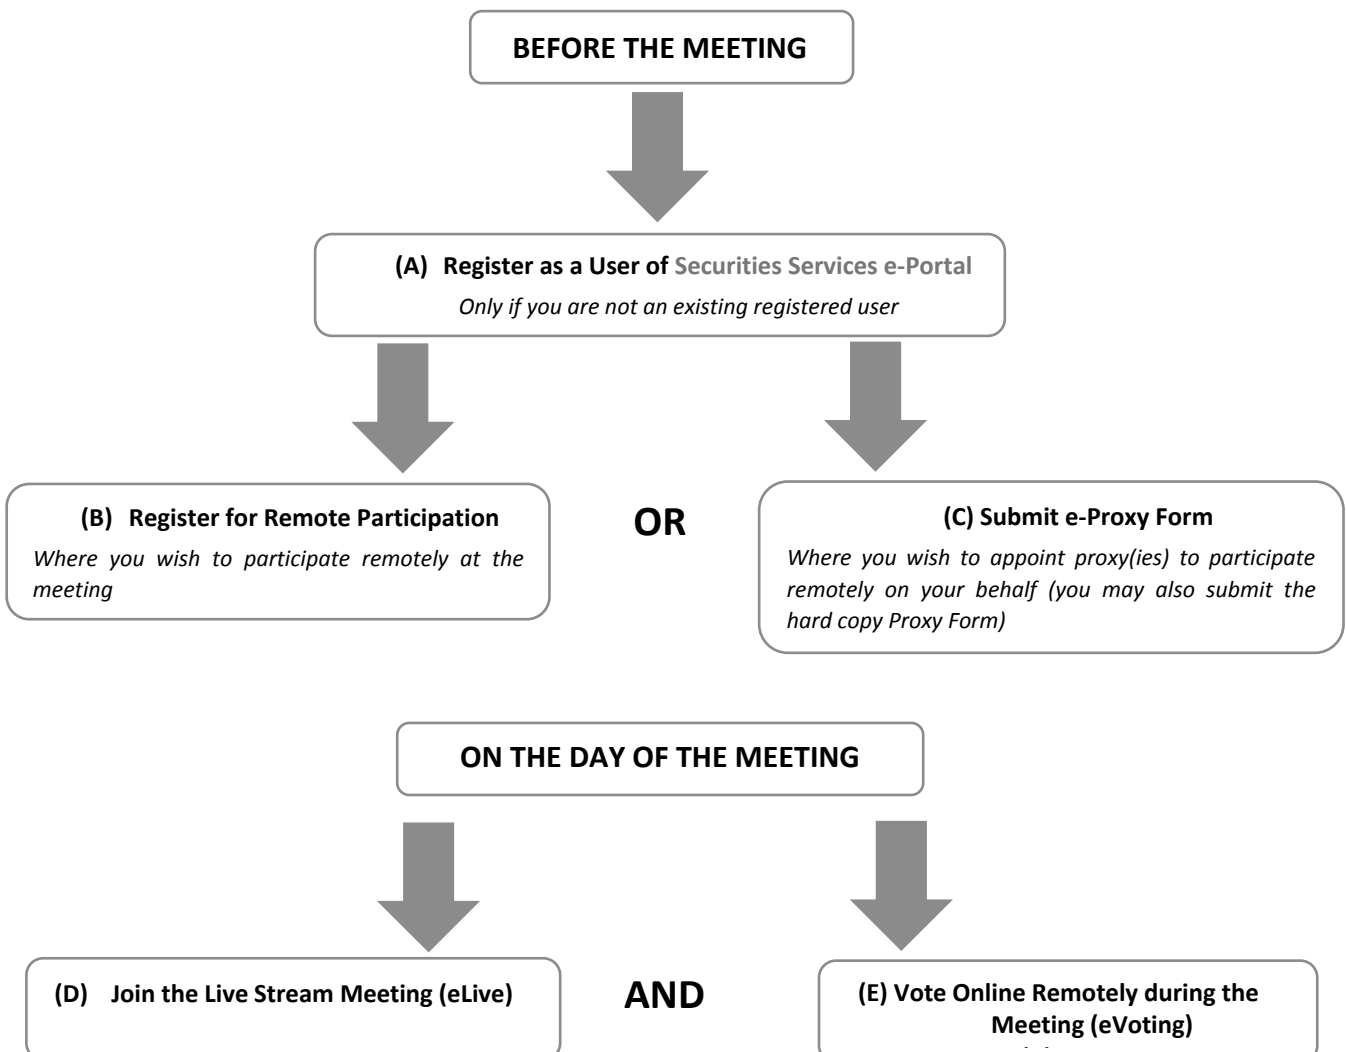 BEFORE THE MEETING
(A) Register as a User of Securities Services e-Portal
Only if you are not an existing registered user
(B) Register for Remote Participation
Where you wish to participate remotely at the
meeting
OR
(C) Submit e-Proxy Form
Where you wish to appoint proxy(ies) to participate
remotely on your behalf (you may also submit the
hard copy Proxy Form)
ON THE DAY OF THE MEETING
(D) Join the Live Stream Meeting (eLive)
AND
(E) Vote Online Remotely during the
Meeting (eVoting)